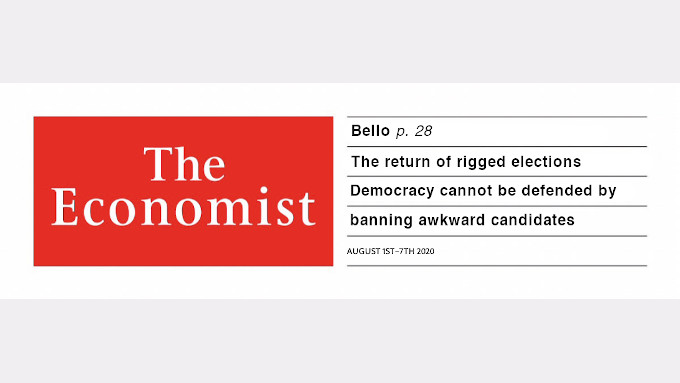 The
Economist
Bello p. 28
The return of rigged elections
Democracy cannot be defended by
banning awkward candidates
AUGUST 1ST–7TH 2020